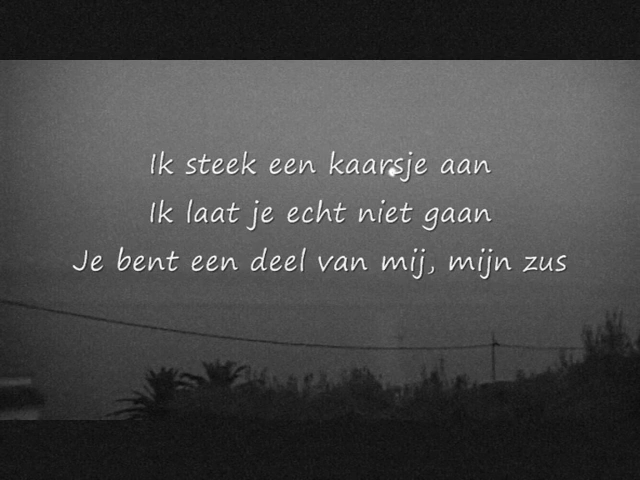 Ik steek een kaarsje aan
Ik laat je echt niet gaan
Je bent een deel van mij, mijn zus